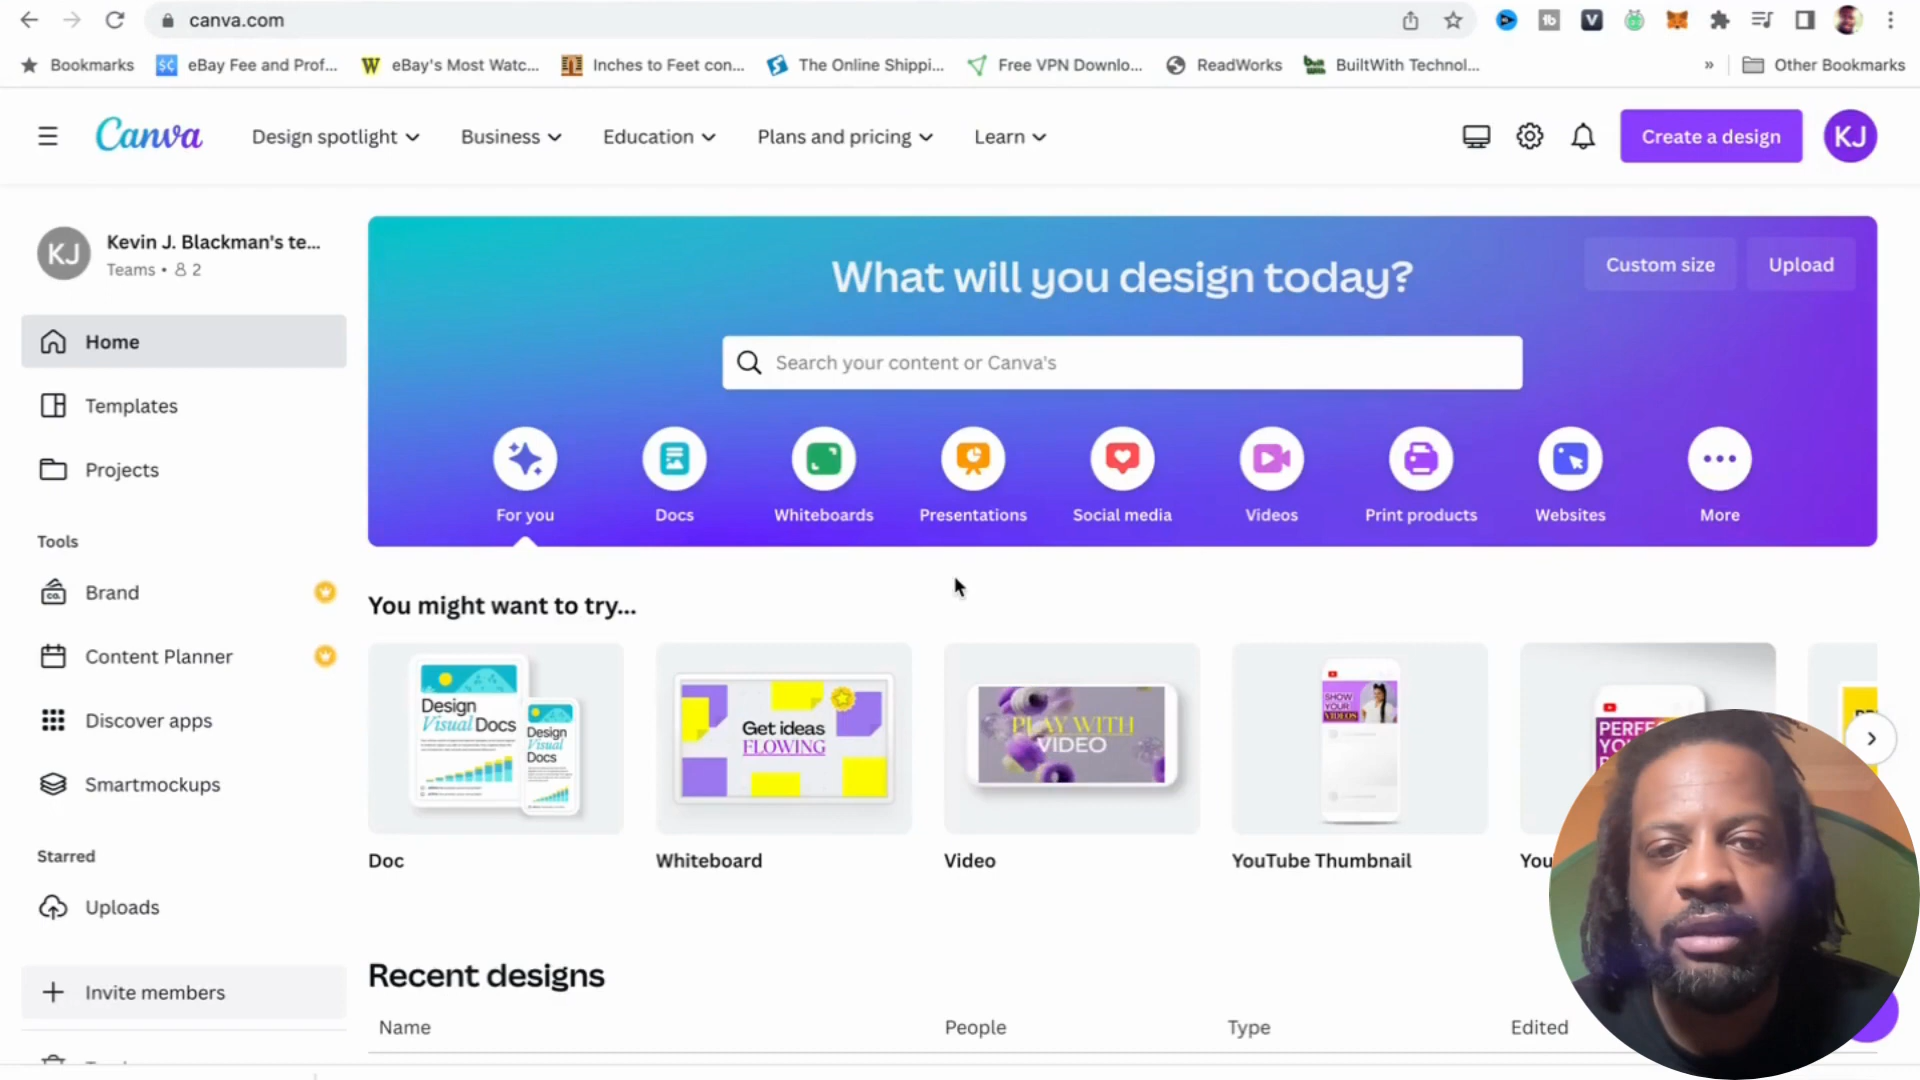 canva.com
Bookmarks
eBay Fee and Prof...
eBay's Most Watc...
Inches to Feet con...
The Online Shippi...
Free VPN Downlo...
ReadWorks
BuiltWith Technol...
»
Other Bookmarks
Canva
Design spotlight
Business
Education
Plans and pricing
Learn
Create a design
KJ
KJ
Kevin J. Blackman's te...
Teams • 2
Home
Templates
Projects
Tools
Brand
Content Planner
Discover apps
Smartmockups
Starred
Uploads
Invite members
What will you design today?
Custom size
Upload
Search your content or Canva's
For you
Docs
Whiteboards
Presentations
Social media
Videos
Print products
Websites
More
You might want to try...
Design
Visual Docs
Design
Visual
Docs
Get ideas
FLOWING
PLAY WITH
VIDEO
SHOW
YOUR
VIDEOS
Doc
Whiteboard
Video
YouTube Thumbnail
Recent designs
Name
People
Type
Edited